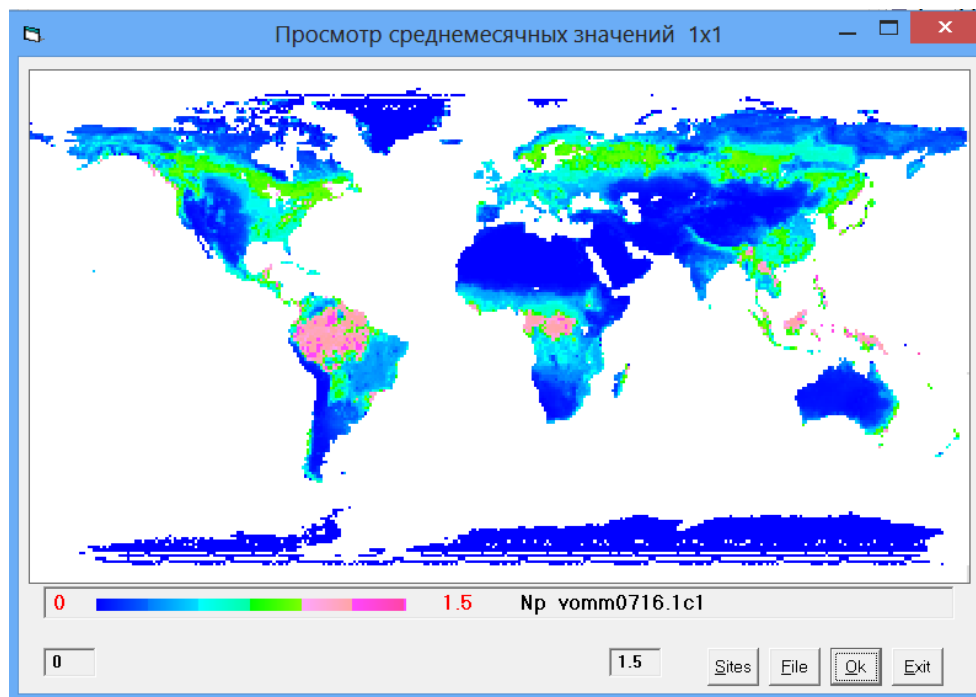 Просмотр среднемесячных значений 1x1
0 1.5 Np vomm0716.1c1
0 1.5 Sites File Ok Exit